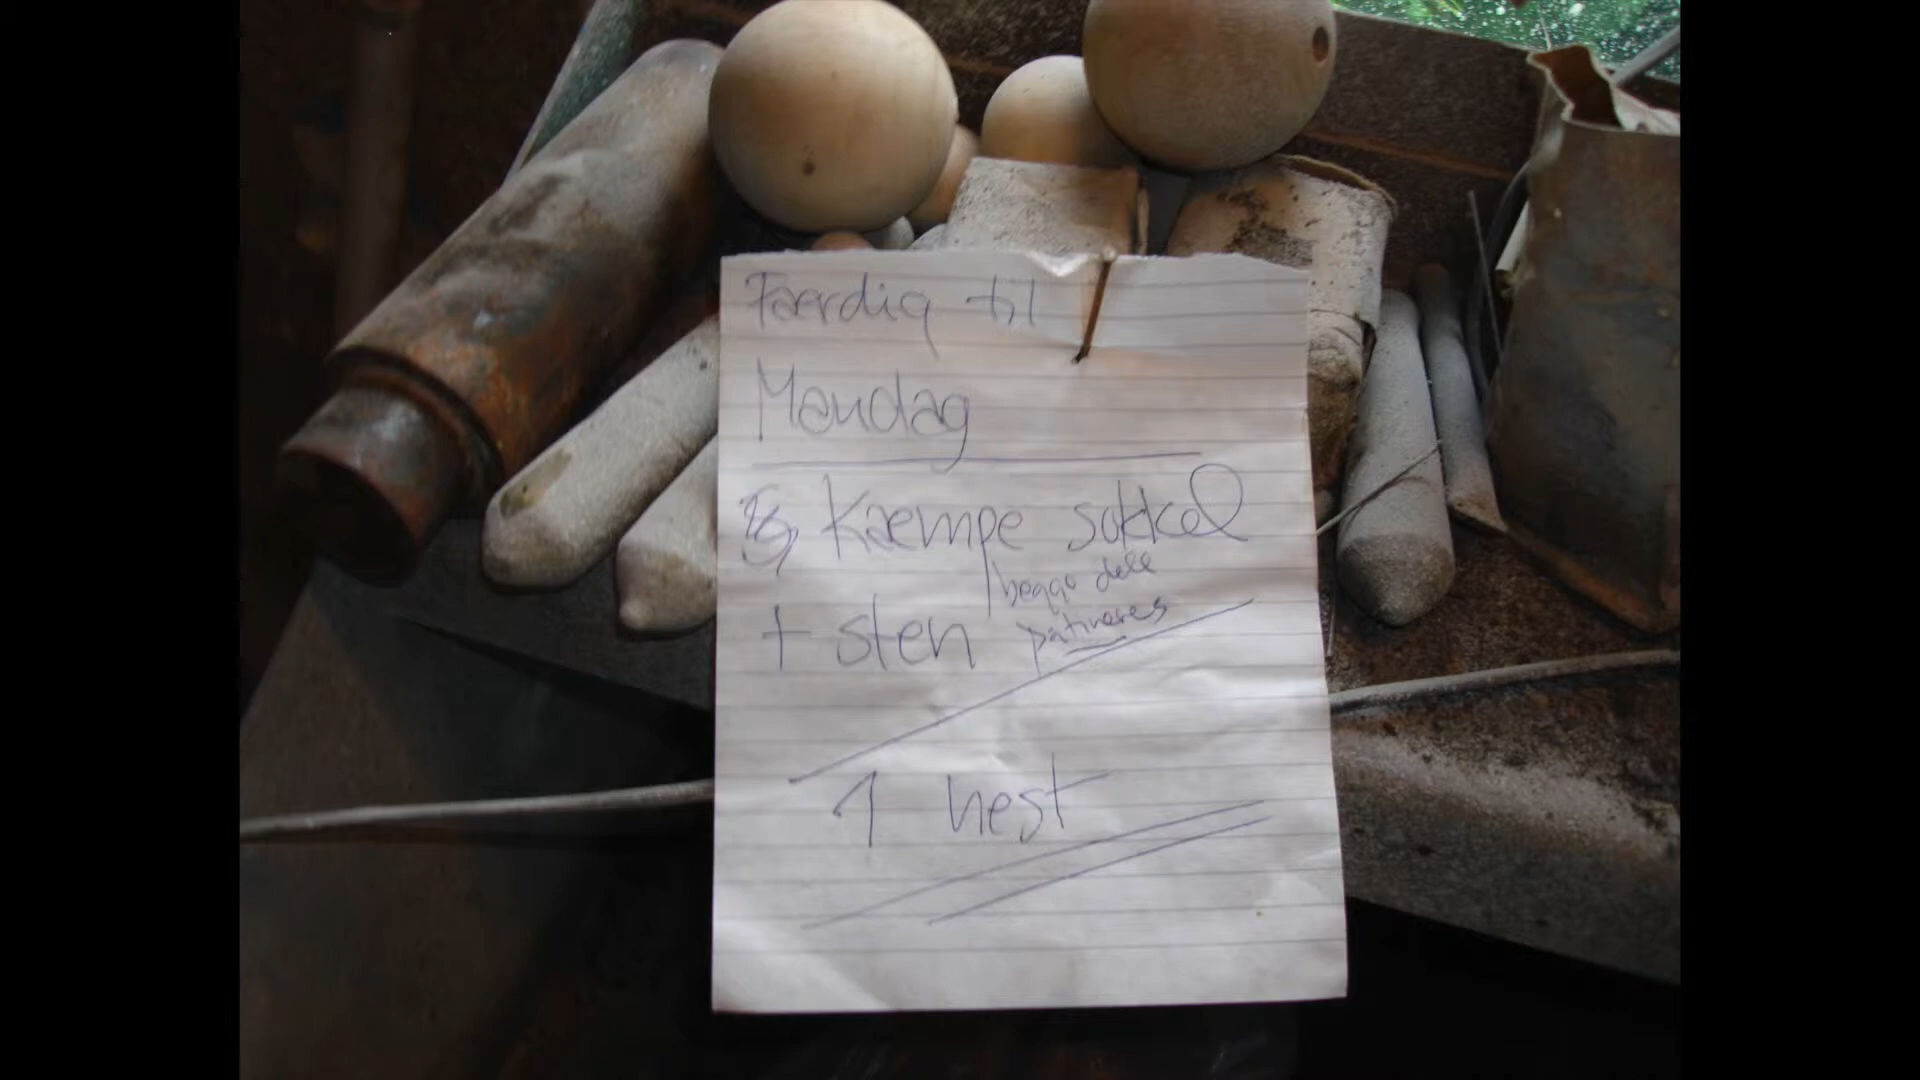 Færdig til
Mandag
Kæmpe sokkel
begge dele
+ sten patineres
1 hest